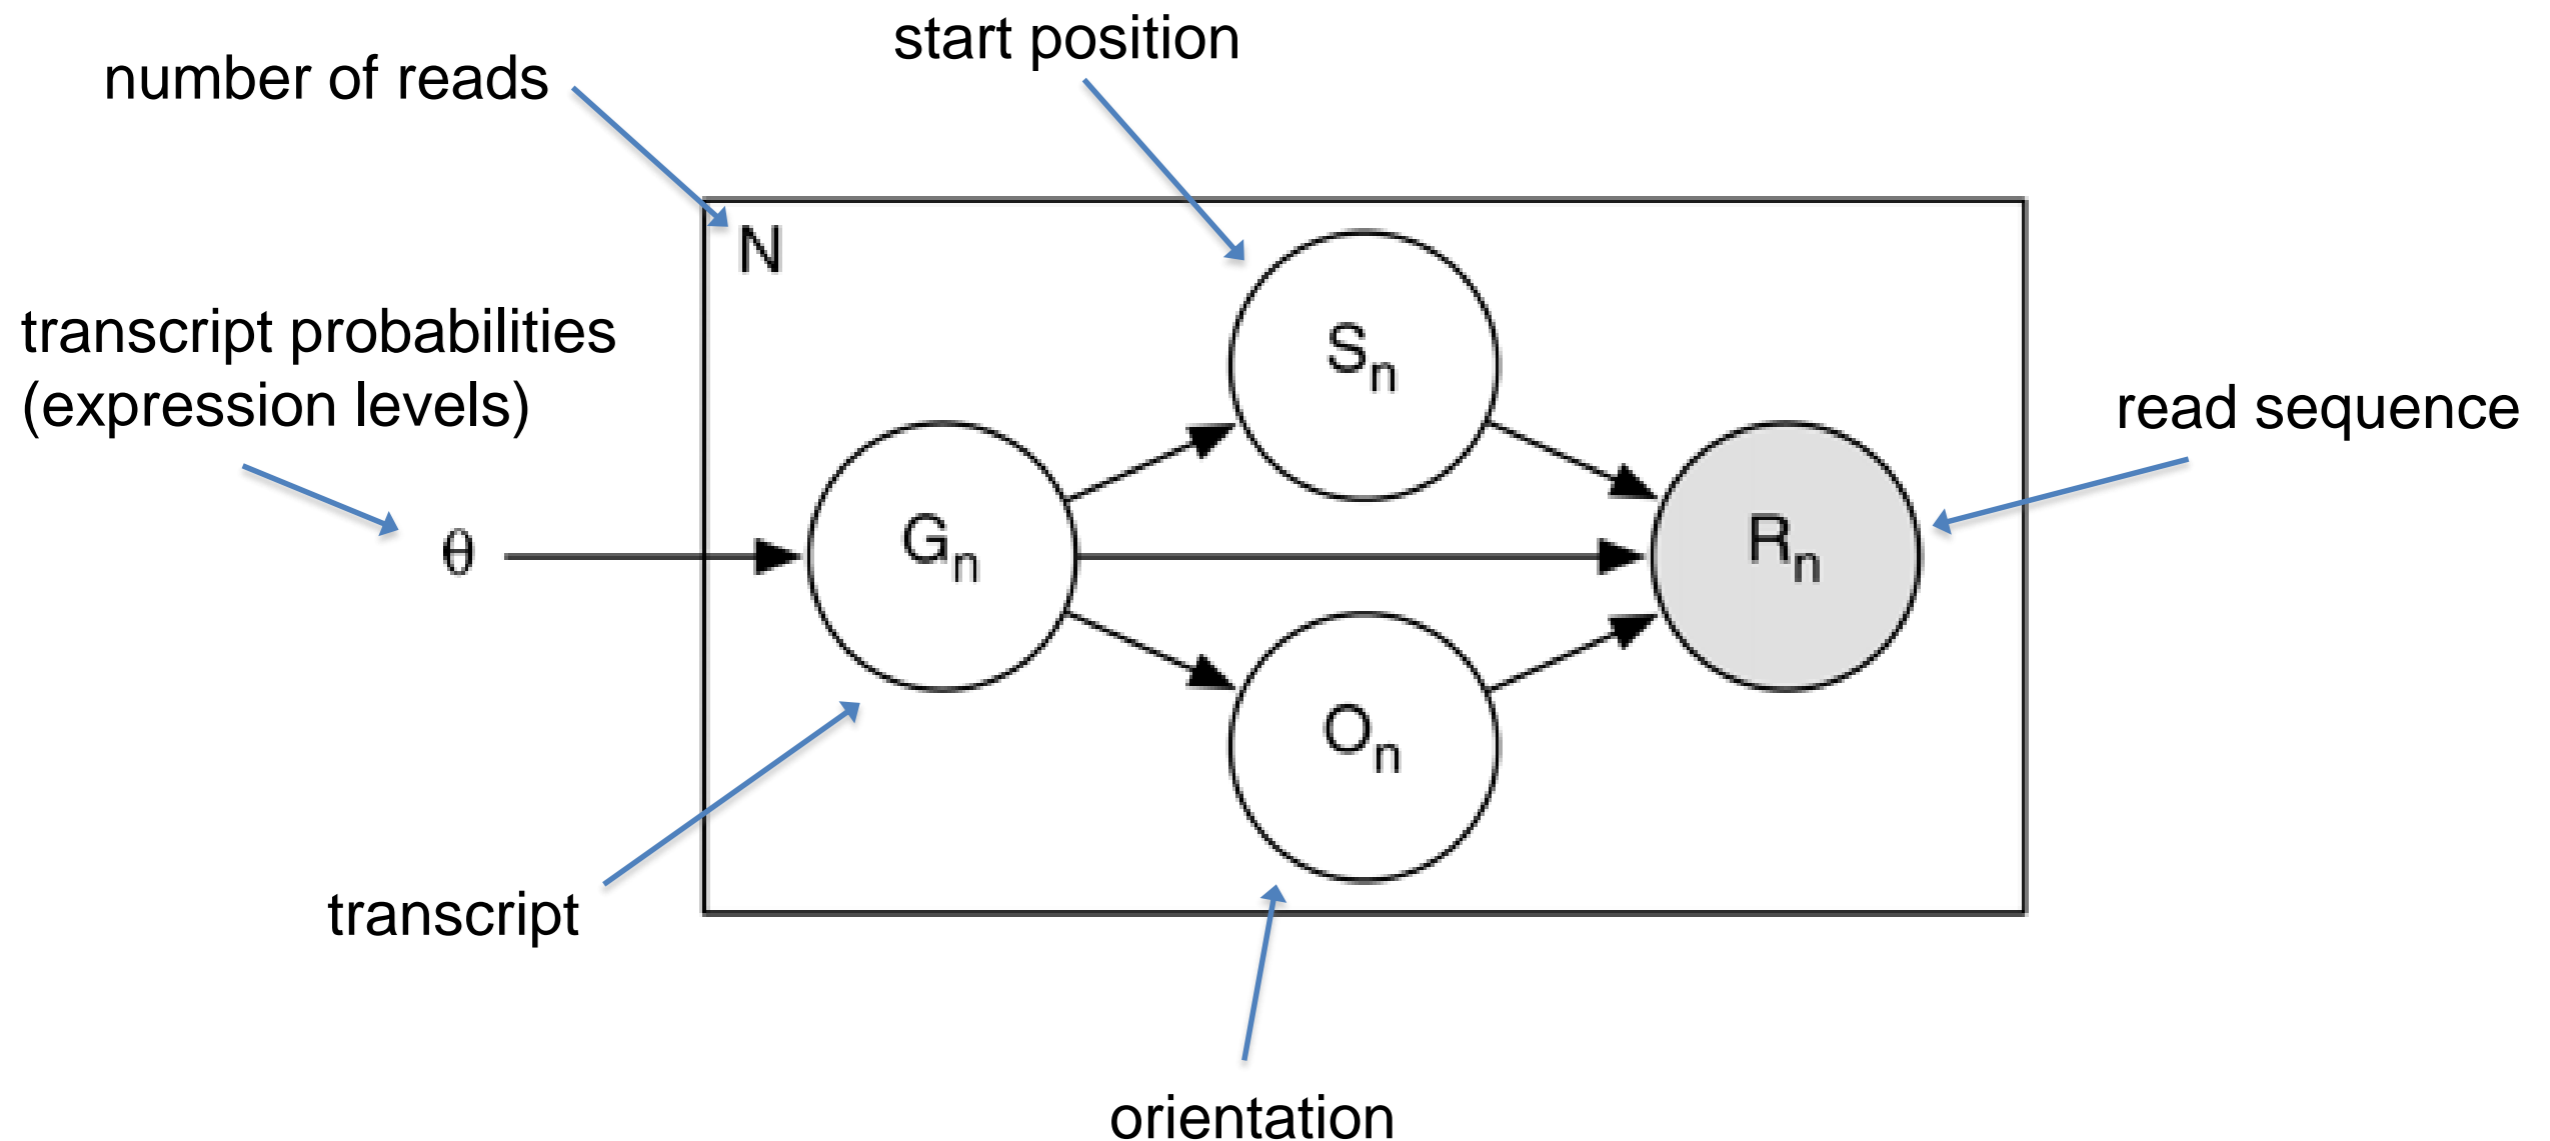 start position
number of reads
N
transcript probabilities
(expression levels)
Sn
read sequence
θ
Gn
Rn
On
transcript
orientation